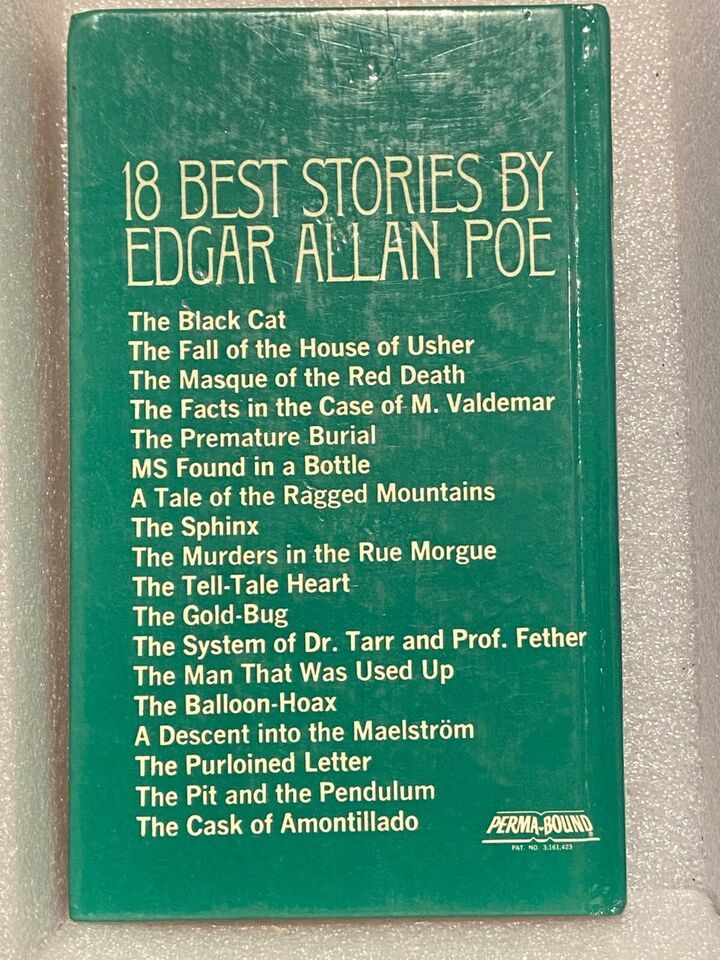 18 BEST STORIES BY
EDGAR ALLAN POE
The Black Cat
The Fall of the House of Usher
The Masque of the Red Death
The Facts in the Case of M. Valdemar
The Premature Burial
MS Found in a Bottle
A Tale of the Ragged Mountains
The Sphinx
The Murders in the Rue Morgue
The Tell-Tale Heart
The Gold-Bug
The System of Dr. Tarr and Prof. Fether
The Man That Was Used Up
The Balloon-Hoax
A Descent into the Maelström
The Purloined Letter
The Pit and the Pendulum
The Cask of Amontillado
PERMA-BOUND®
PAT. NO. 3,161,423